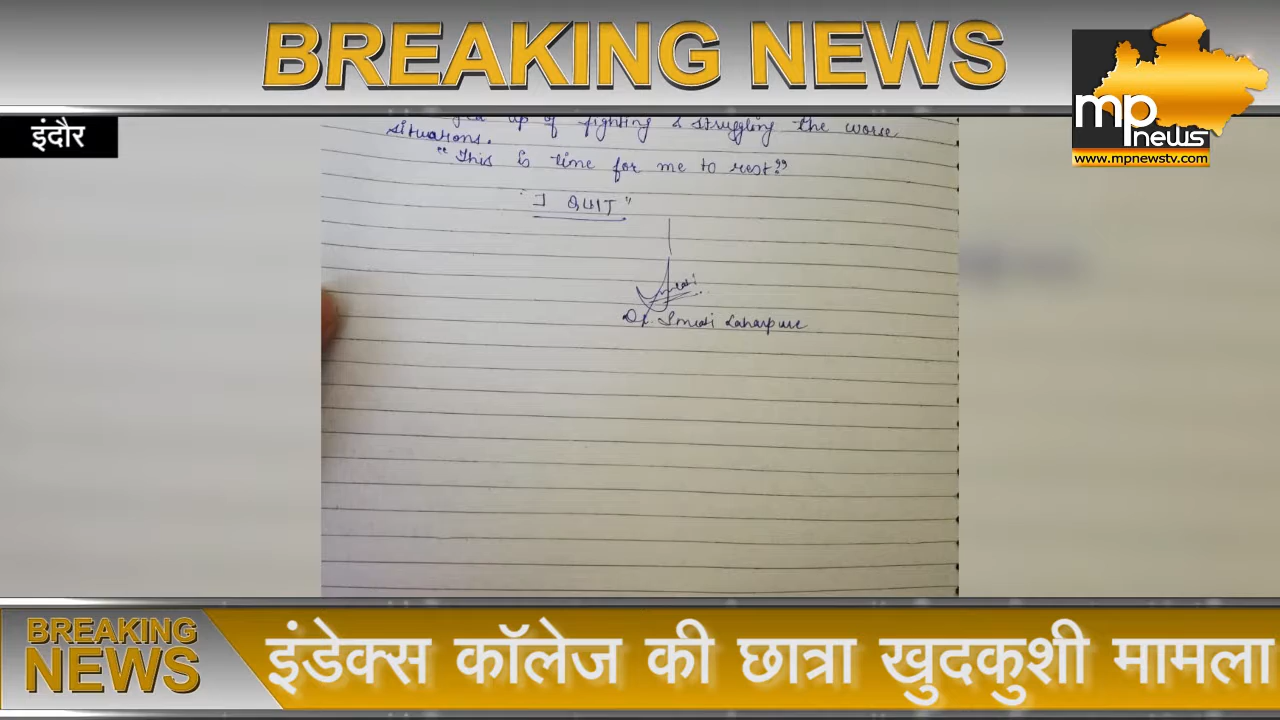 BREAKING NEWS
mp
news
www.mpnewstv.com
इंदौर
up of fighting & struggling the worse
situations.
"This is time for me to rest??
"I QUIT"
Dr. Smriti Laharpure
BREAKING
NEWS
इंडेक्स कॉलेज की छात्रा खुदकुशी मामला